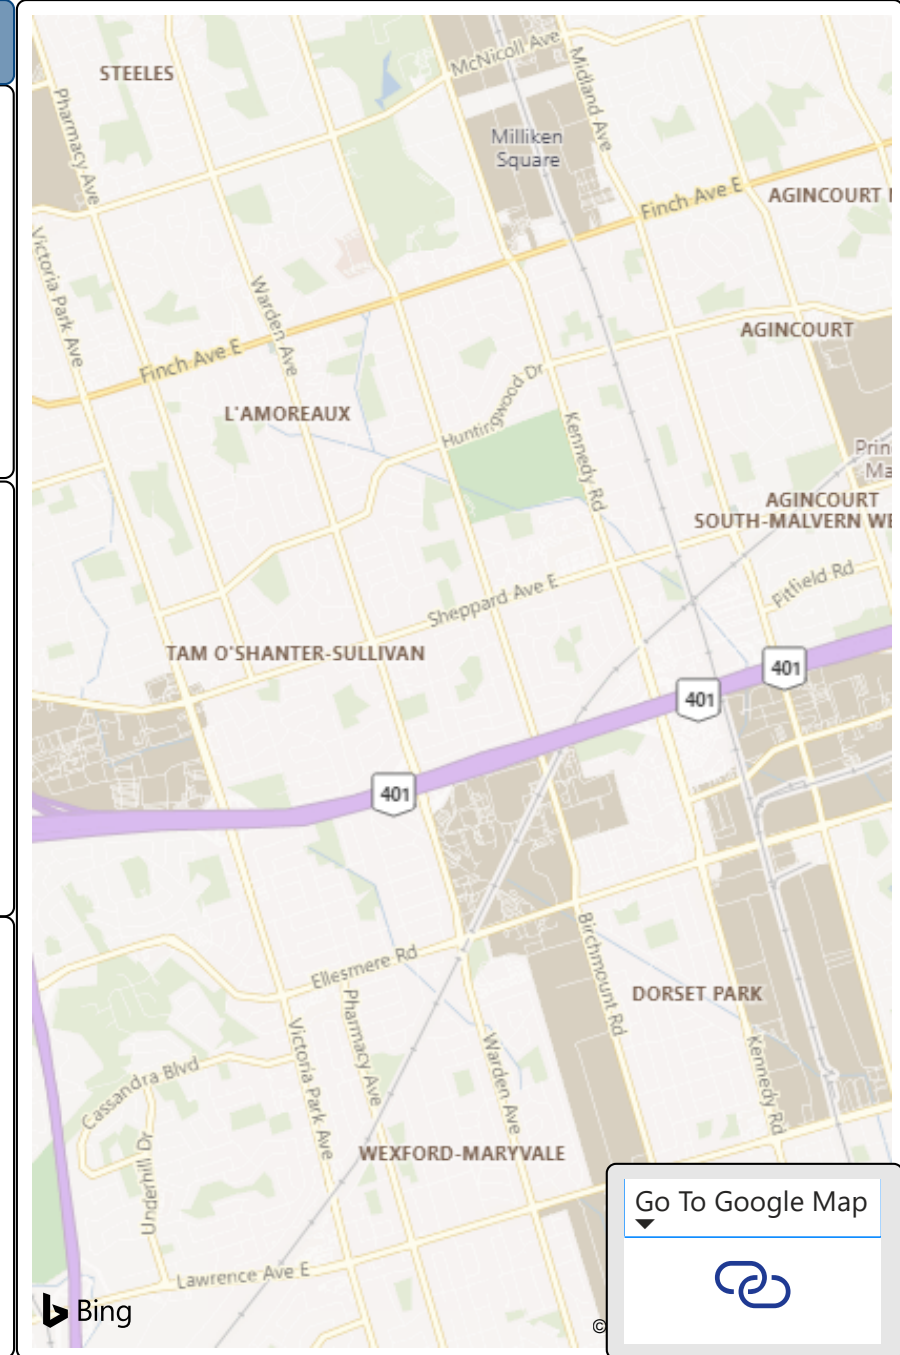 McNicoll Ave
STEELES
Midland Ave
Pharmacy Ave
Milliken
Square
Finch Ave E
AGINCOURT
Victoria Park Ave
Warden Ave
AGINCOURT
Finch Ave E
L'AMOREAUX
Huntingwood Dr
Kennedy Rd
Prin
Ma
AGINCOURT
SOUTH-MALVERN WE
Pitfield Rd
Sheppard Ave E
TAM O'SHANTER-SULLIVAN
401
401
401
Ellesmere Rd
Birchmount Rd
DORSET PARK
Pharmacy Ave
Victoria Park Ave
Warden Ave
Kennedy Rd
Cassandra Blvd
Underhill Dr
WEXFORD-MARYVALE
Go To Google Map
Lawrence Ave E
Bing
©